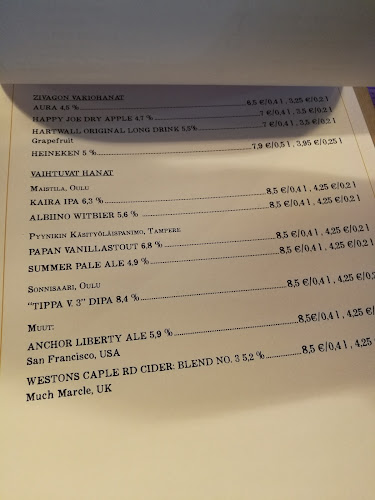 ZIVAGON VARIOHANAT
AURA 4,5 % 6,5 €/0,4 l , 3,25 €/0,2 l
HAPPY JOE DRY APPLE 4,7 % 7 €/0,4 l , 3,5 €/0,2 l
HARTWALL ORIGINAL LONG DRINK 5,5% 7 €/0,4 l , 3,5 €/0,2 l
Grapefruit
HEINEKEN 5 % 7,9 €/0,5 l , 3,95 €/0,25 l
VAIHTUVAT HANAT
MAISTILA, OULU
KAIRA IPA 6,3 % 8,5 €/0,4 l , 4,25 €/0,2 l
ALBIINO WITBIER 5,6 % 8,5 €/0,4 l , 4,25 €/0,2 l
PYYNIKIN KÄSITYÖLÄISPANIMO, TAMPERE
PAPAN VANILLASTOUT 6,8 % 8,5 €/0,4 l , 4,25 €/0,2 l
SUMMER PALE ALE 4,9 % 8,5 €/0,4 l , 4,25 €/0,2 l
SONNISAARI, OULU
"TIPPA V. 3" DIPA 8,4 % 8,5 €/0,4 l , 4,25 €/0,2
MUUT:
ANCHOR LIBERTY ALE 5,9 % 8,5€/0,4 l , 4,25 €/0,
San Francisco, USA
WESTONS CAPLE RD CIDER: BLEND NO. 3 5,2 % 8,5 €/0,4 l , 4,25
Much Marcle, UK